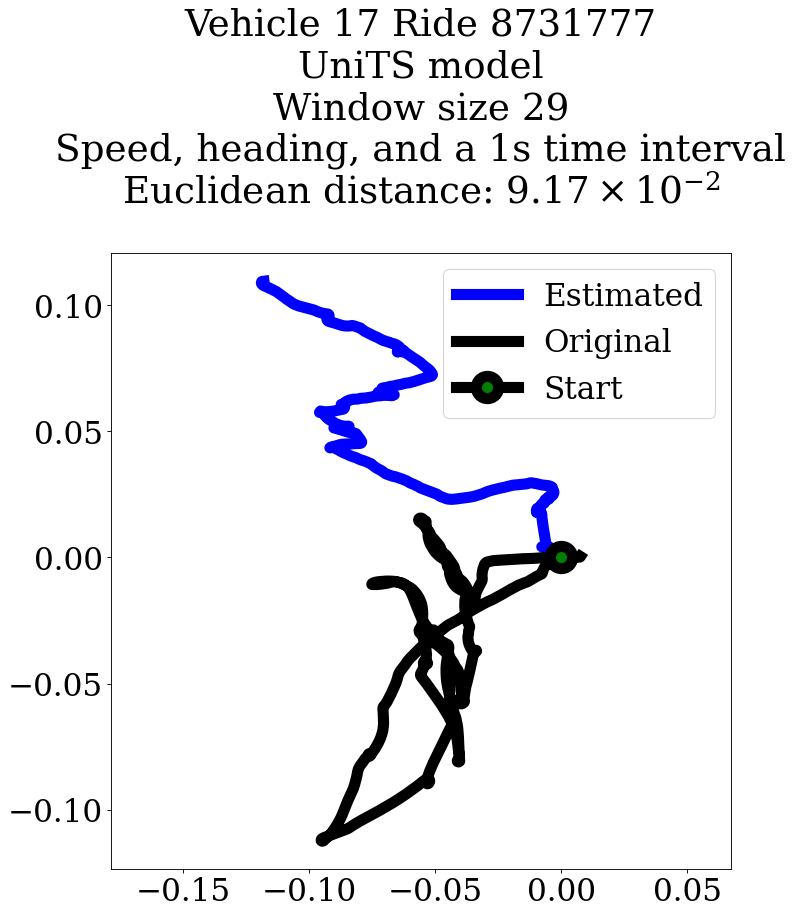 Vehicle 17 Ride 8731777
UniTS model
Window size 29
Speed, heading, and a 1s time interval
Euclidean distance: 9.17 × 10⁻²
Estimated
Original
Start
0.10
0.05
0.00
−0.05
−0.10
−0.15 −0.10 −0.05 0.00 0.05